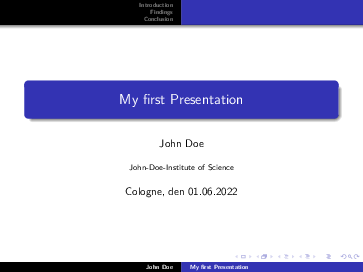 Introduction
Findings
Conclusion
My first Presentation
John Doe
John-Doe-Institute of Science
Cologne, den 01.06.2022
John Doe
My first Presentation